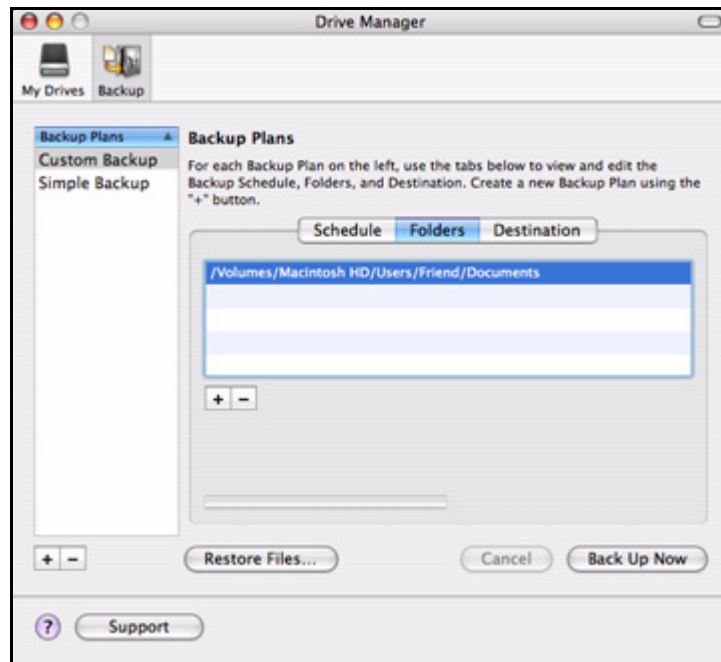 Drive Manager
My Drives
Backup
Backup Plans
Custom Backup
Simple Backup
Backup Plans
For each Backup Plan on the left, use the tabs below to view and edit the
Backup Schedule, Folders, and Destination. Create a new Backup Plan using the
"+" button.
Schedule
Folders
Destination
/Volumes/Macintosh HD/Users/Friend/Documents
+ −
+ −
Restore Files...
Cancel
Back Up Now
?
Support